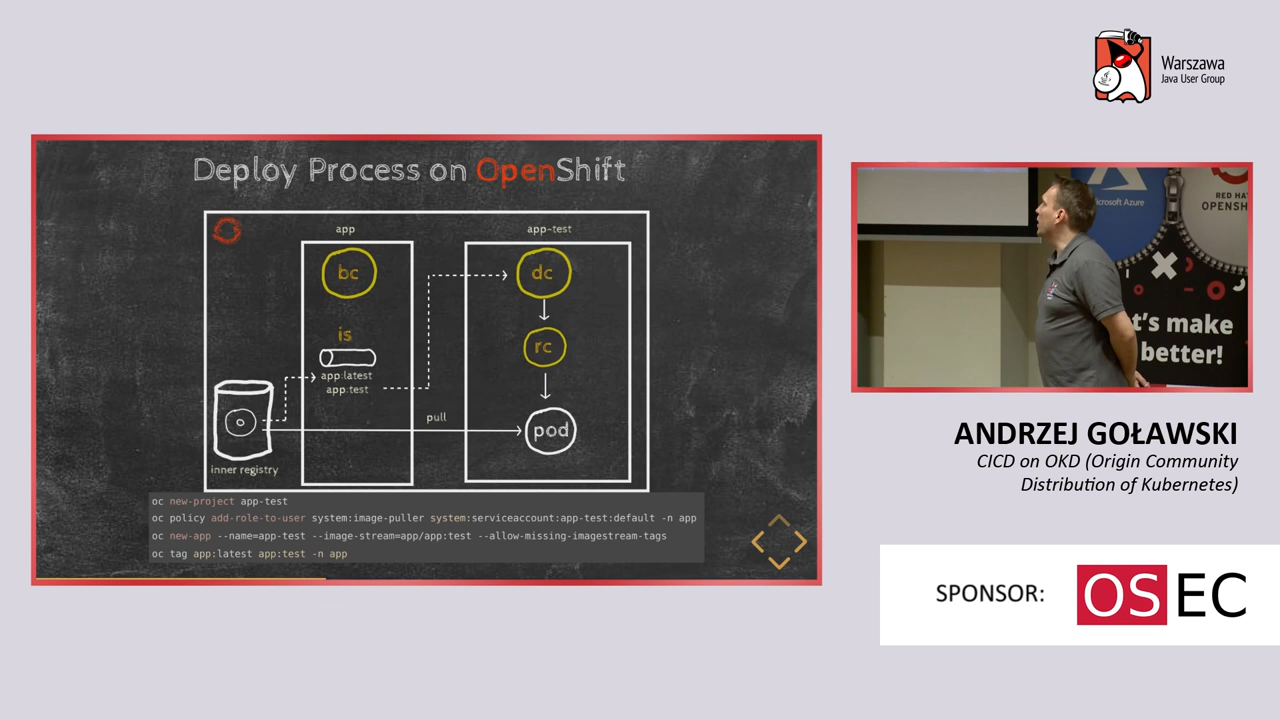 Warszawa
Java User Group
Deploy Process on OpenShift
app
app-test
bc
dc
is
rc
app:latest
app:test
pull
pod
inner registry
oc new-project app-test
oc policy add-role-to-user system:image-puller system:serviceaccount:app-test:default -n app
oc new-app --name=app-test --image-stream=app/app:test --allow-missing-imagestream-tags
oc tag app:latest app:test -n app
Microsoft Azure
RED HA
OPENSH
t's make
better!
ANDRZEJ GOŁAWSKI
CICD on OKD (Origin Community
Distribution of Kubernetes)
SPONSOR:
OSEC